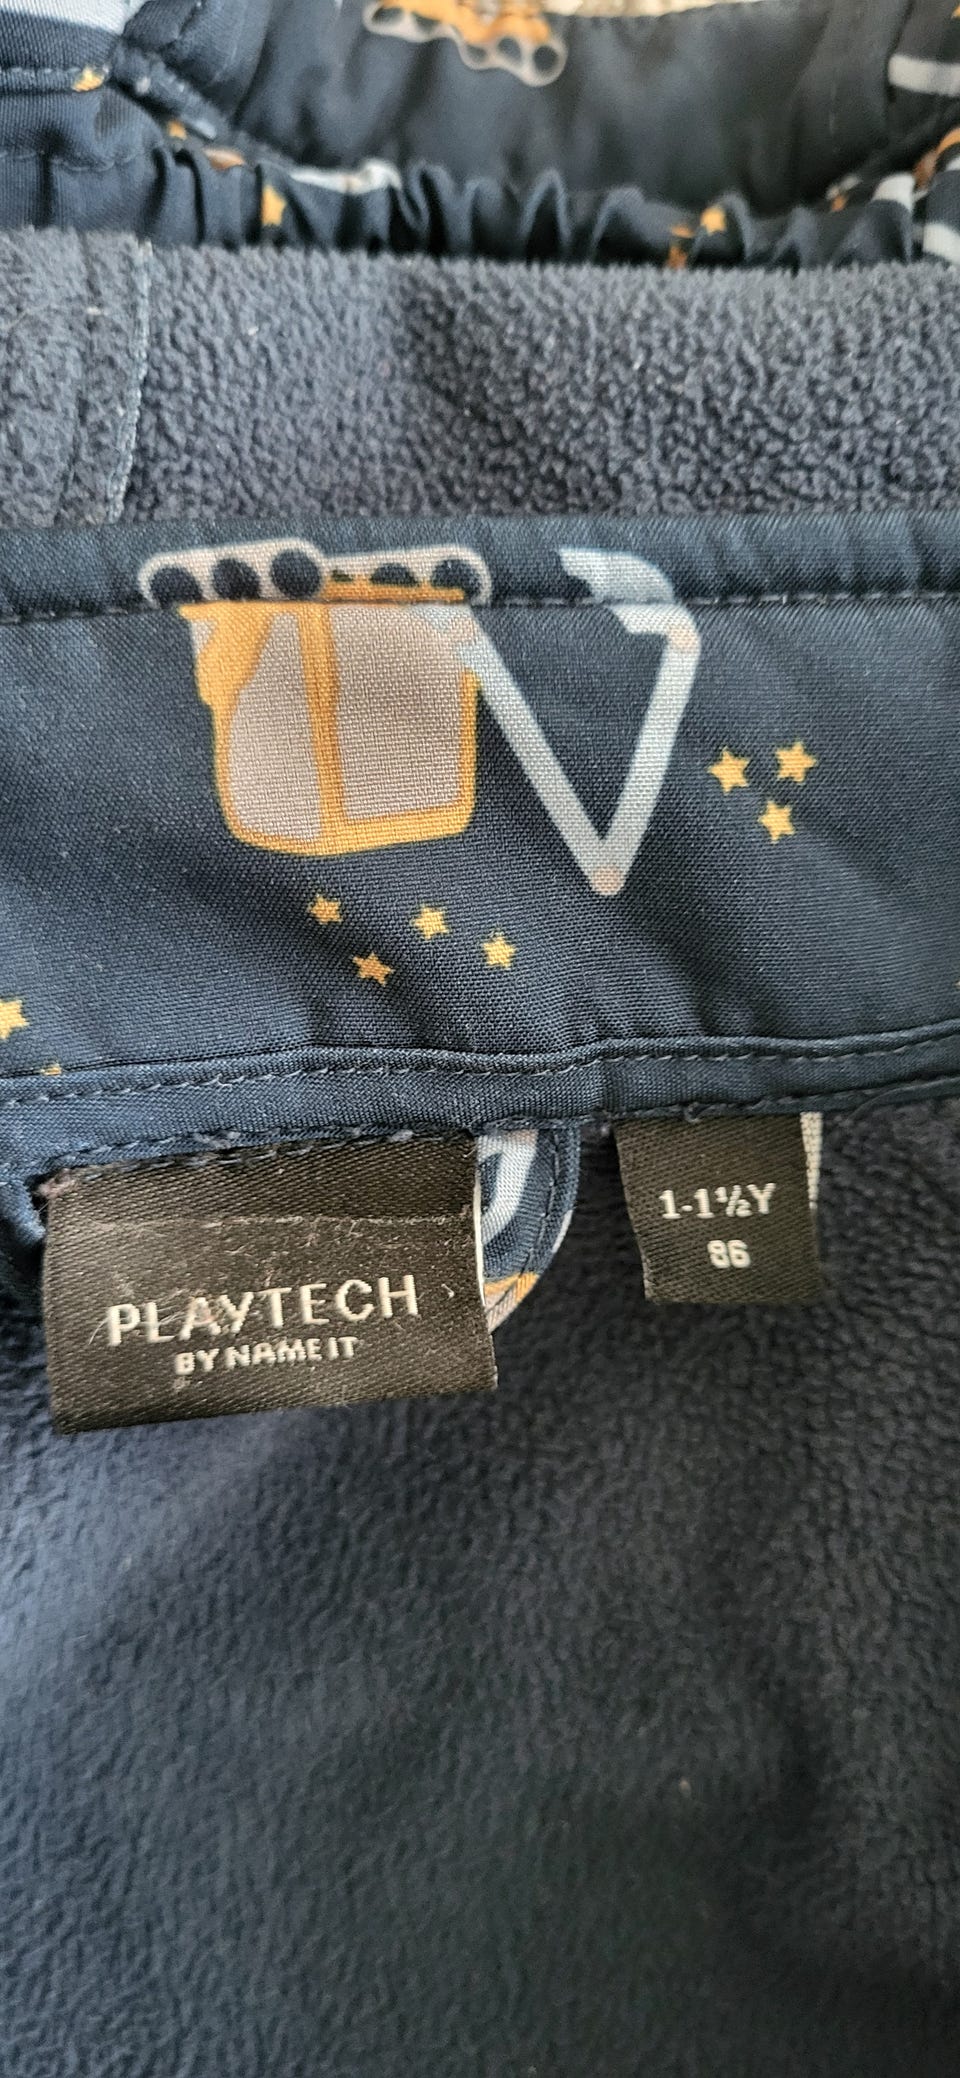 PLAYTECH
BY NAME IT
1-1½Y
86